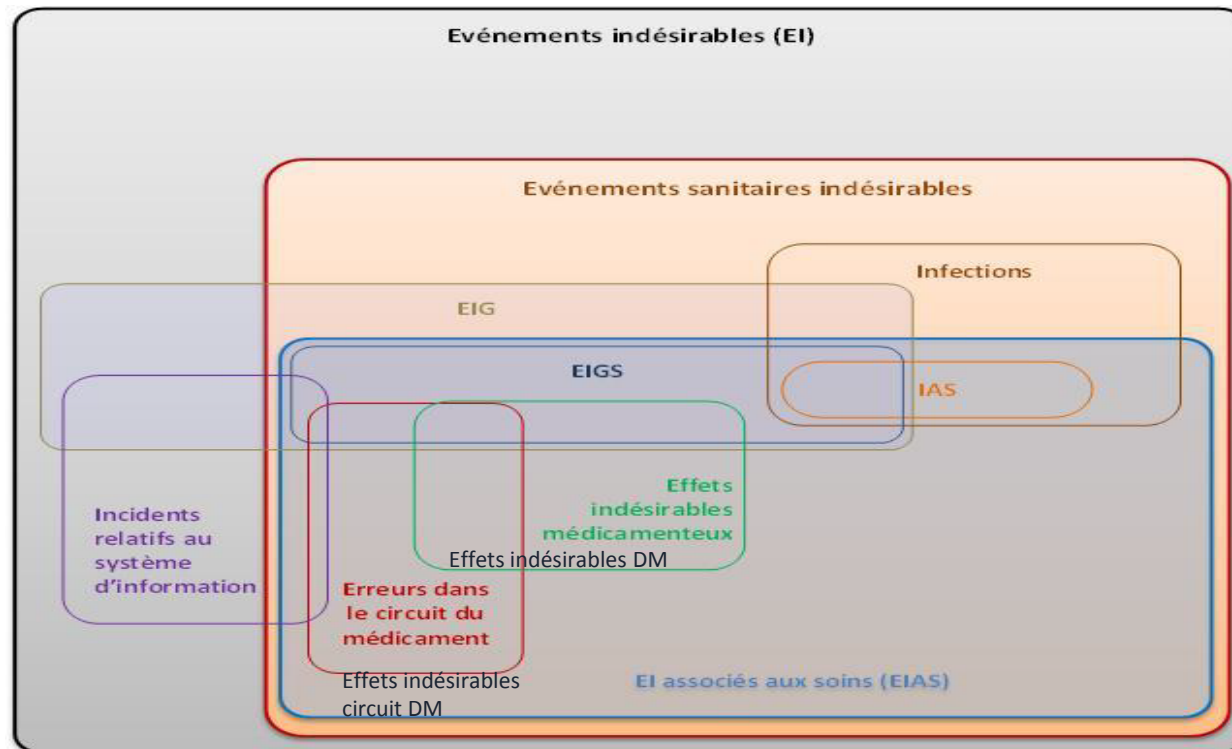 Evénements indésirables (EI)
Evénements sanitaires indésirables
Infections
EIG
EIGS
IAS
Effets
indésirables
médicamenteux
Effets indésirables DM
Incidents
relatifs au
système
d'information
Erreurs dans
le circuit du
médicament
Effets indésirables
circuit DM
EI associés aux soins (EIAS)